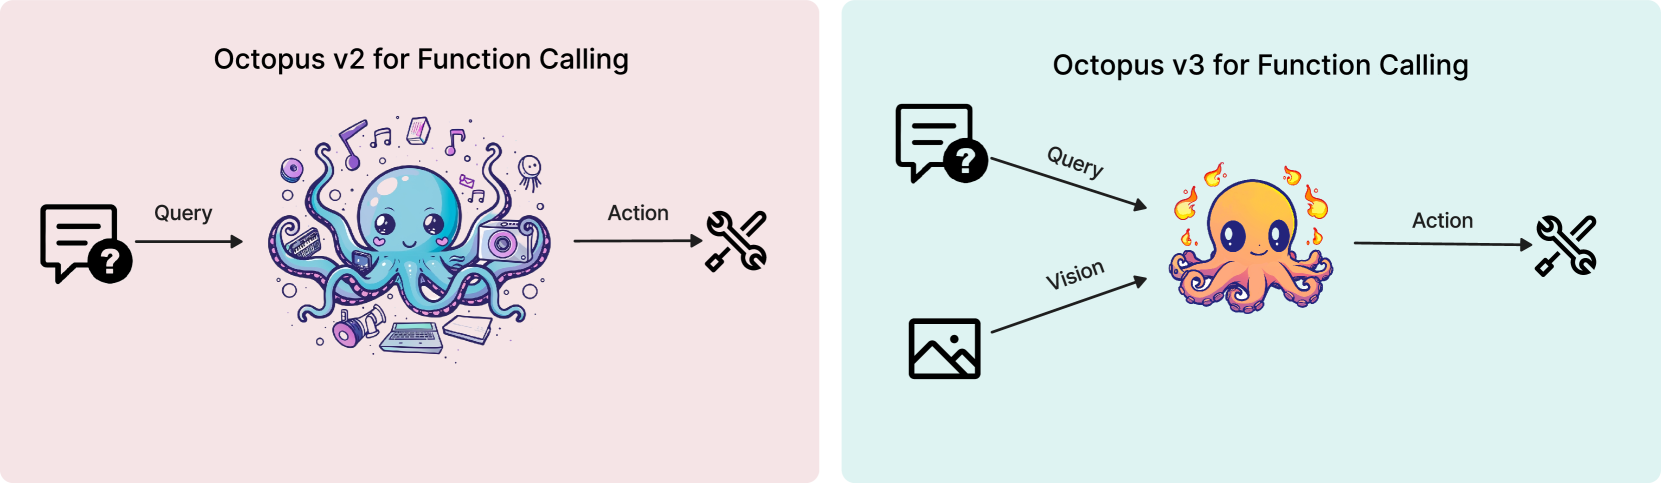 Octopus v2 for Function Calling
Query
Action
?
Octopus v3 for Function Calling
?
Query
Vision
Action